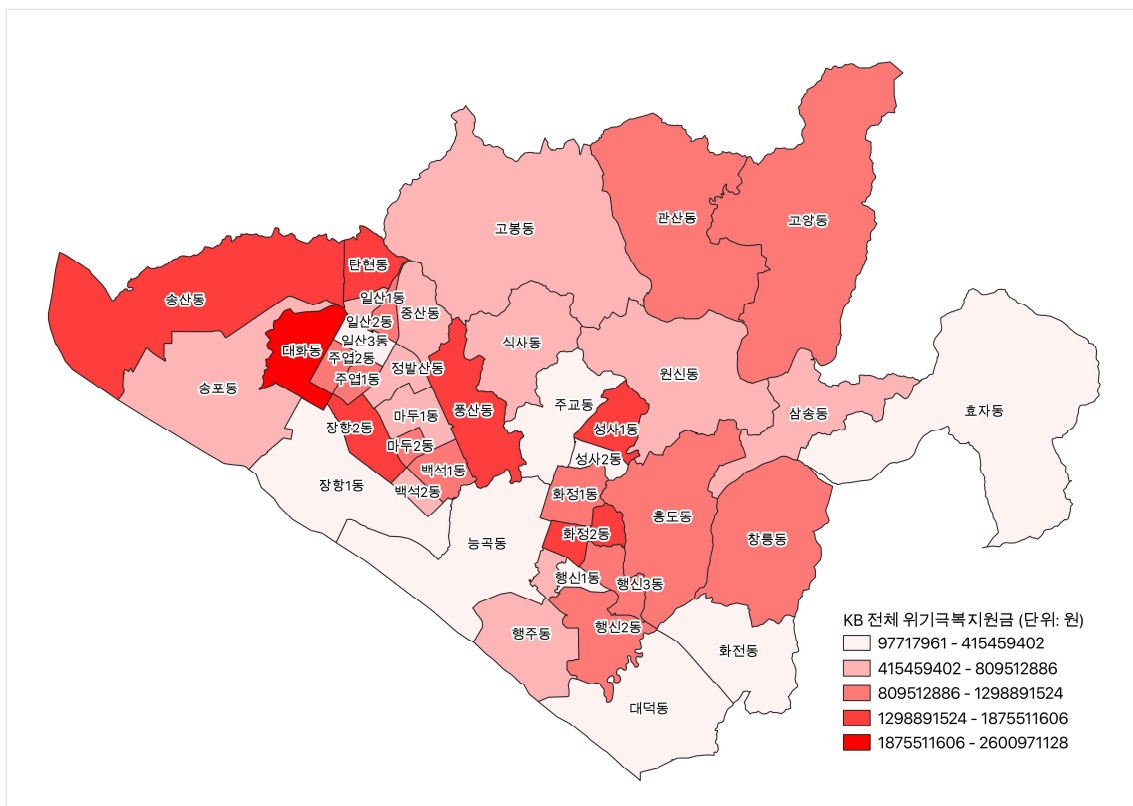 고봉동
관산동
고양동
탄현동
송산동
일산1동
중산동
일산2동
일산3동
대화동
주엽2동
주엽1동
정발산동
식사동
원신동
송포동
풍산동
주교동
삼송동
효자동
마두1동
장항2동
성사1동
마두2동
성사2동
백석1동
장항1동
백석2동
화정1동
흥도동
화정2동
창릉동
능곡동
행신1동
행신3동
행주동
행신2동
화전동
대덕동
KB 전체 위기극복지원금 (단위: 원)
97717961 - 415459402
415459402 - 809512886
809512886 - 1298891524
1298891524 - 1875511606
1875511606 - 2600971128